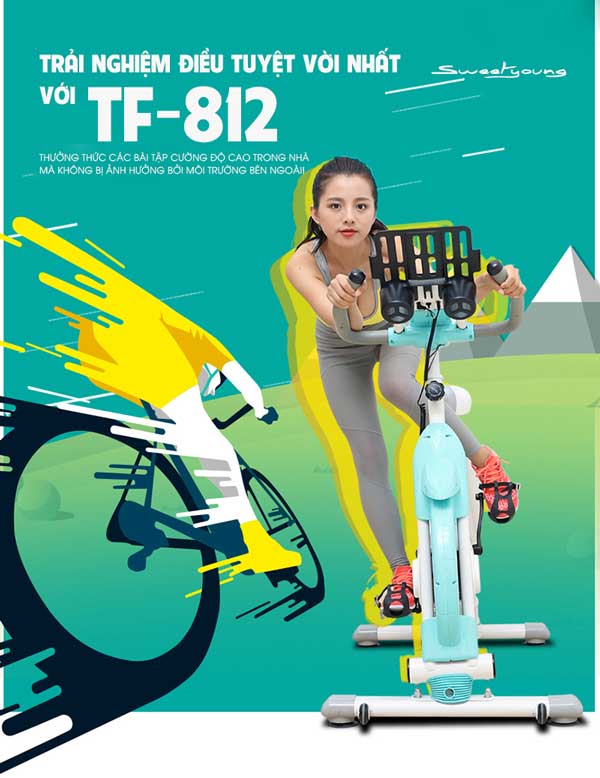 TRẢI NGHIỆM ĐIỀU TUYỆT VỜI NHẤT
VỚI TF-812
Sweetyoung
THƯỞNG THỨC CÁC BÀI TẬP CƯỜNG ĐỘ CAO TRONG NHÀ
MÀ KHÔNG BỊ ẢNH HƯỞNG BỞI MÔI TRƯỜNG BÊN NGOÀI!